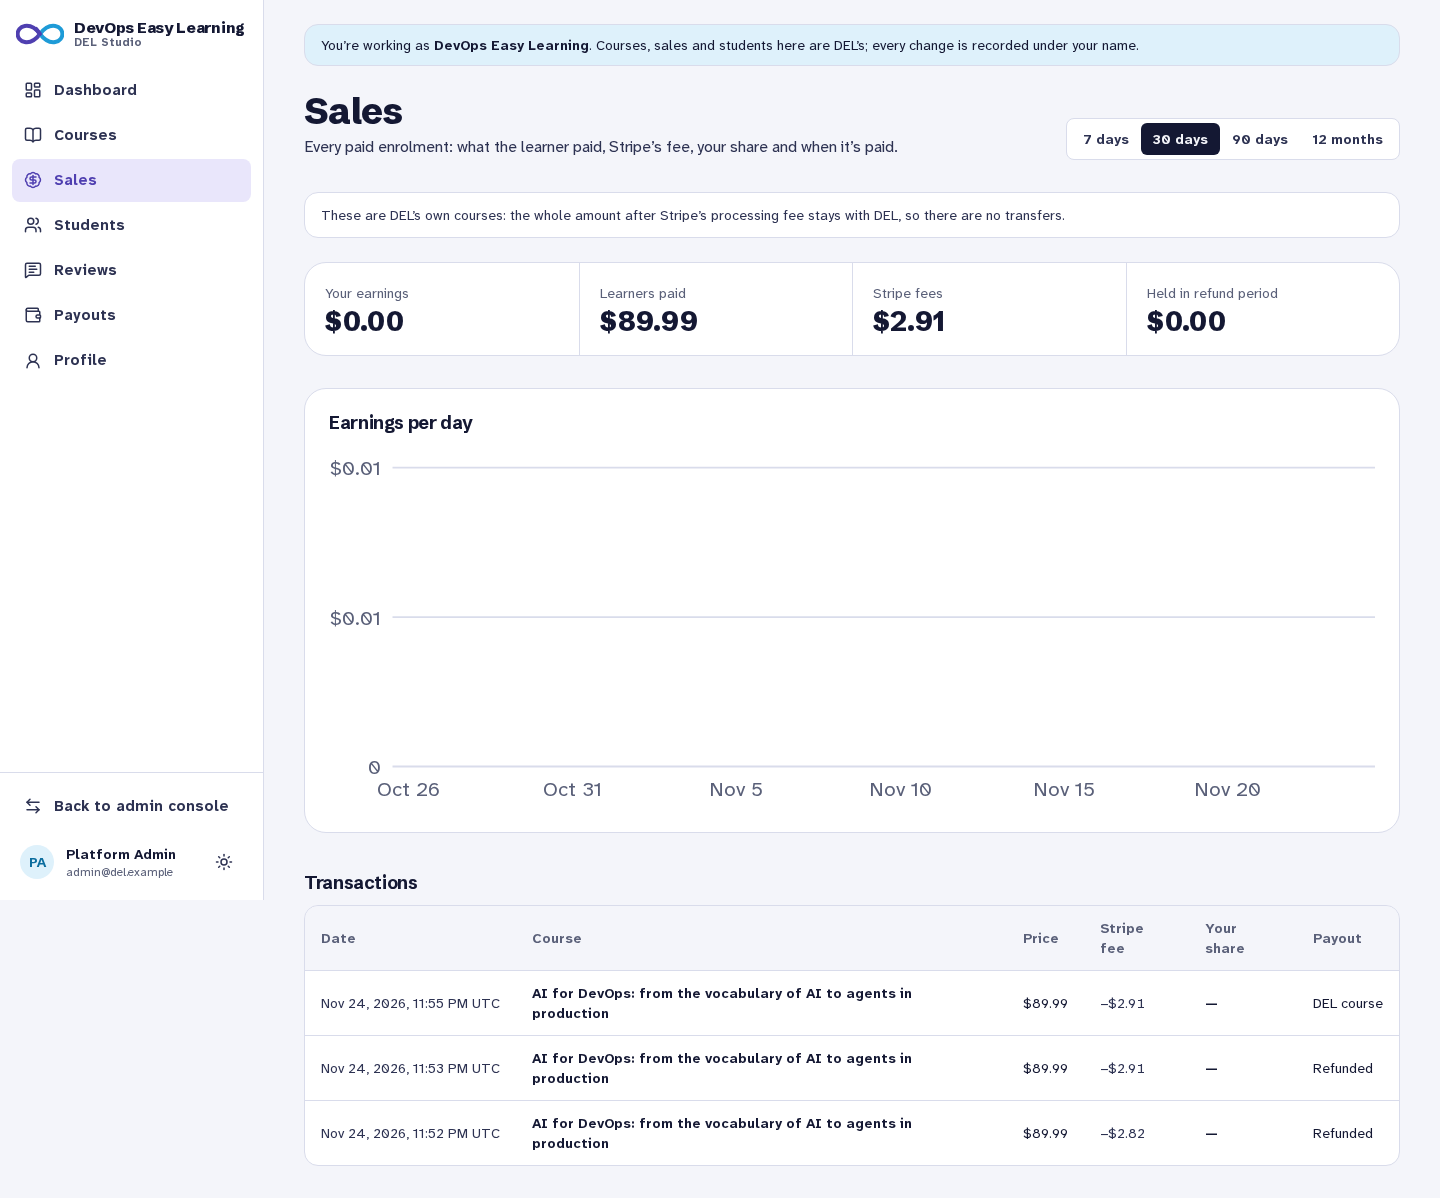 DevOps Easy Learning
DEL Studio
Dashboard
Courses
Sales
Students
Reviews
Payouts
Profile
Back to admin console
PA
Platform Admin
admin@del.example
You’re working as DevOps Easy Learning. Courses, sales and students here are DEL’s; every change is recorded under your name.
Sales
Every paid enrolment: what the learner paid, Stripe’s fee, your share and when it’s paid.
7 days
30 days
90 days
12 months
These are DEL’s own courses: the whole amount after Stripe’s processing fee stays with DEL, so there are no transfers.
Your earnings
$0.00
Learners paid
$89.99
Stripe fees
$2.91
Held in refund period
$0.00
Earnings per day
$0.01
$0.01
0
Oct 26 Oct 31 Nov 5 Nov 10 Nov 15 Nov 20
Transactions
Date Course Price Stripe fee Your share Payout
Nov 24, 2026, 11:55 PM UTC AI for DevOps: from the vocabulary of AI to agents in production $89.99 –$2.91 — DEL course
Nov 24, 2026, 11:53 PM UTC AI for DevOps: from the vocabulary of AI to agents in production $89.99 –$2.91 — Refunded
Nov 24, 2026, 11:52 PM UTC AI for DevOps: from the vocabulary of AI to agents in production $89.99 –$2.82 — Refunded